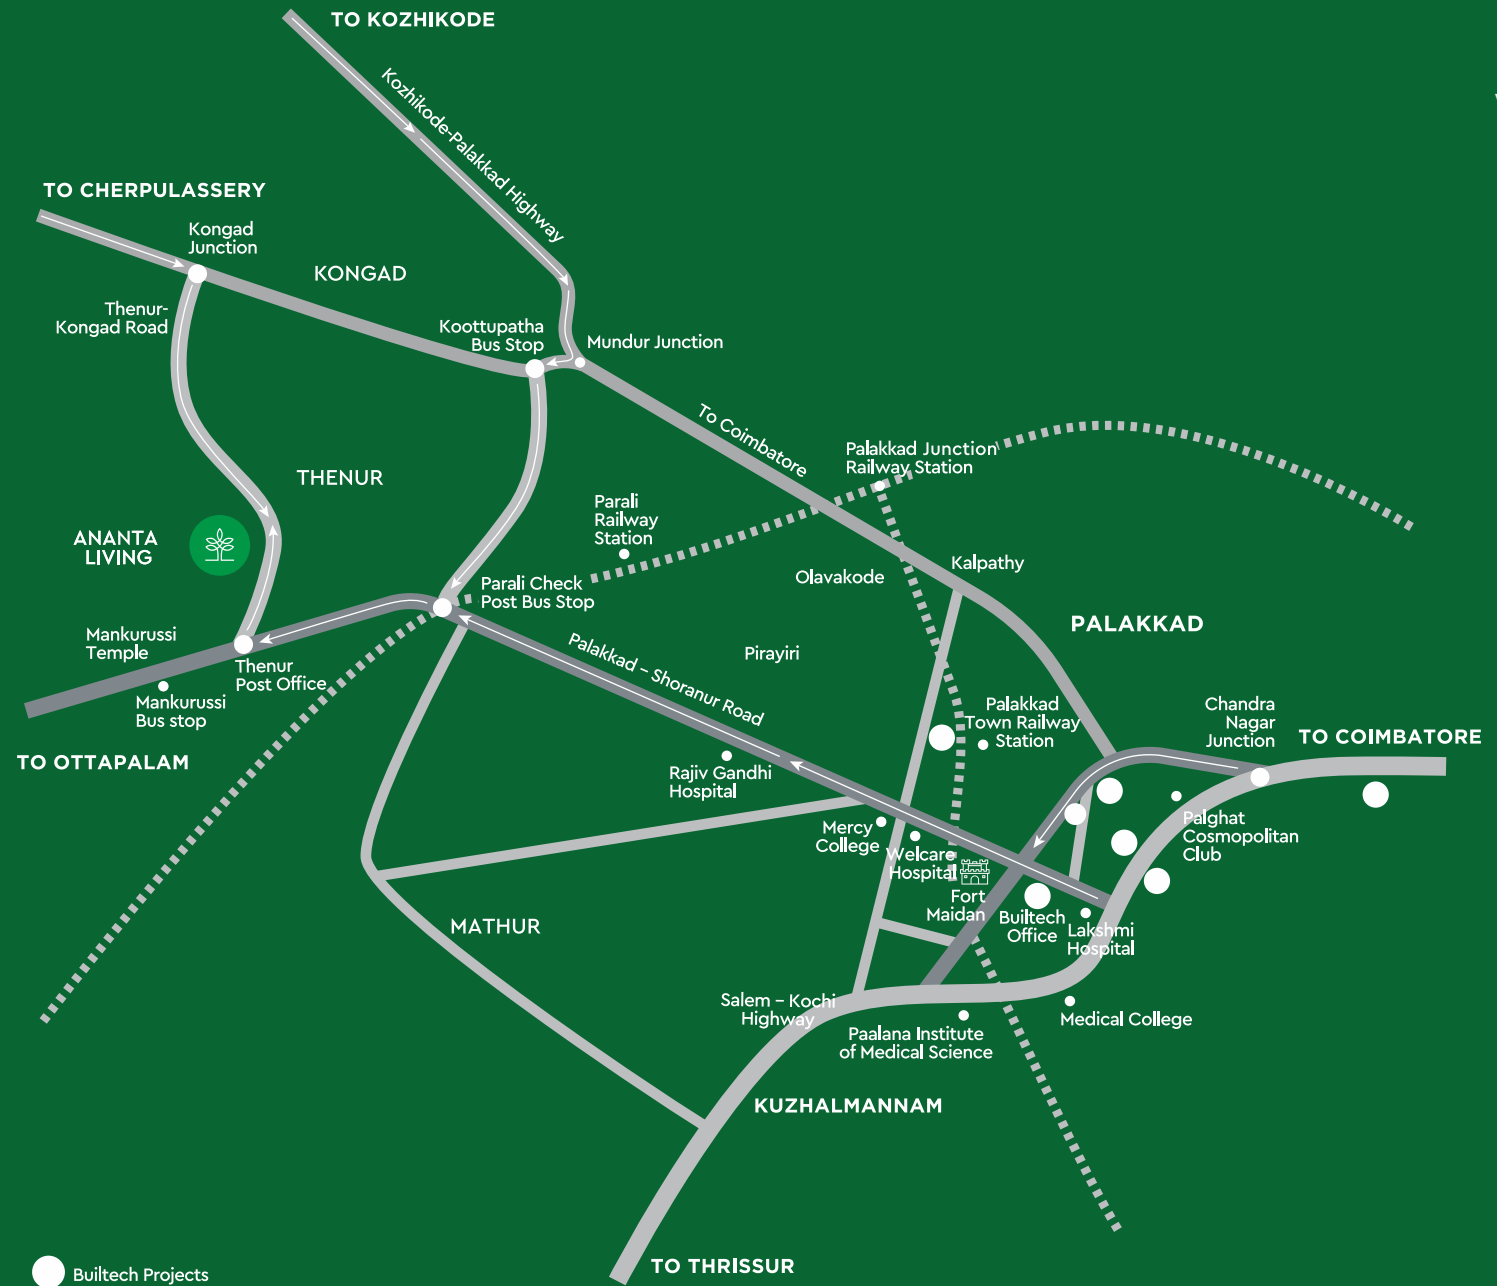 TO KOZHIKODE
Kozhikode-Palakkad Highway
TO CHERPULASSERY
Kongad
Junction
KONGAD
Thenur-
Kongad Road
Koottupatha
Bus Stop
Mundur Junction
To Coimbatore
Palakkad Junction
Railway Station
THENUR
Parali
Railway
Station
ANANTA
LIVING
Parali Check
Post Bus Stop
Olavakode
Kalpathy
PALAKKAD
Mankurussi
Temple
Thenur
Post Office
Mankurussi
Bus stop
Palakkad – Shoranur Road
Pirayiri
Palakkad
Town Railway
Station
Chandra
Nagar
Junction
TO COIMBATORE
TO OTTAPALAM
Rajiv Gandhi
Hospital
Mercy
College
Welcare
Hospital
Palghat
Cosmopolitan
Club
Fort
Maidan
Builtech
Office
Lakshmi
Hospital
MATHUR
Salem – Kochi
Highway
Paalana Institute
of Medical Science
Medical College
KUZHALMANNAM
TO THRISSUR
Builtech Projects